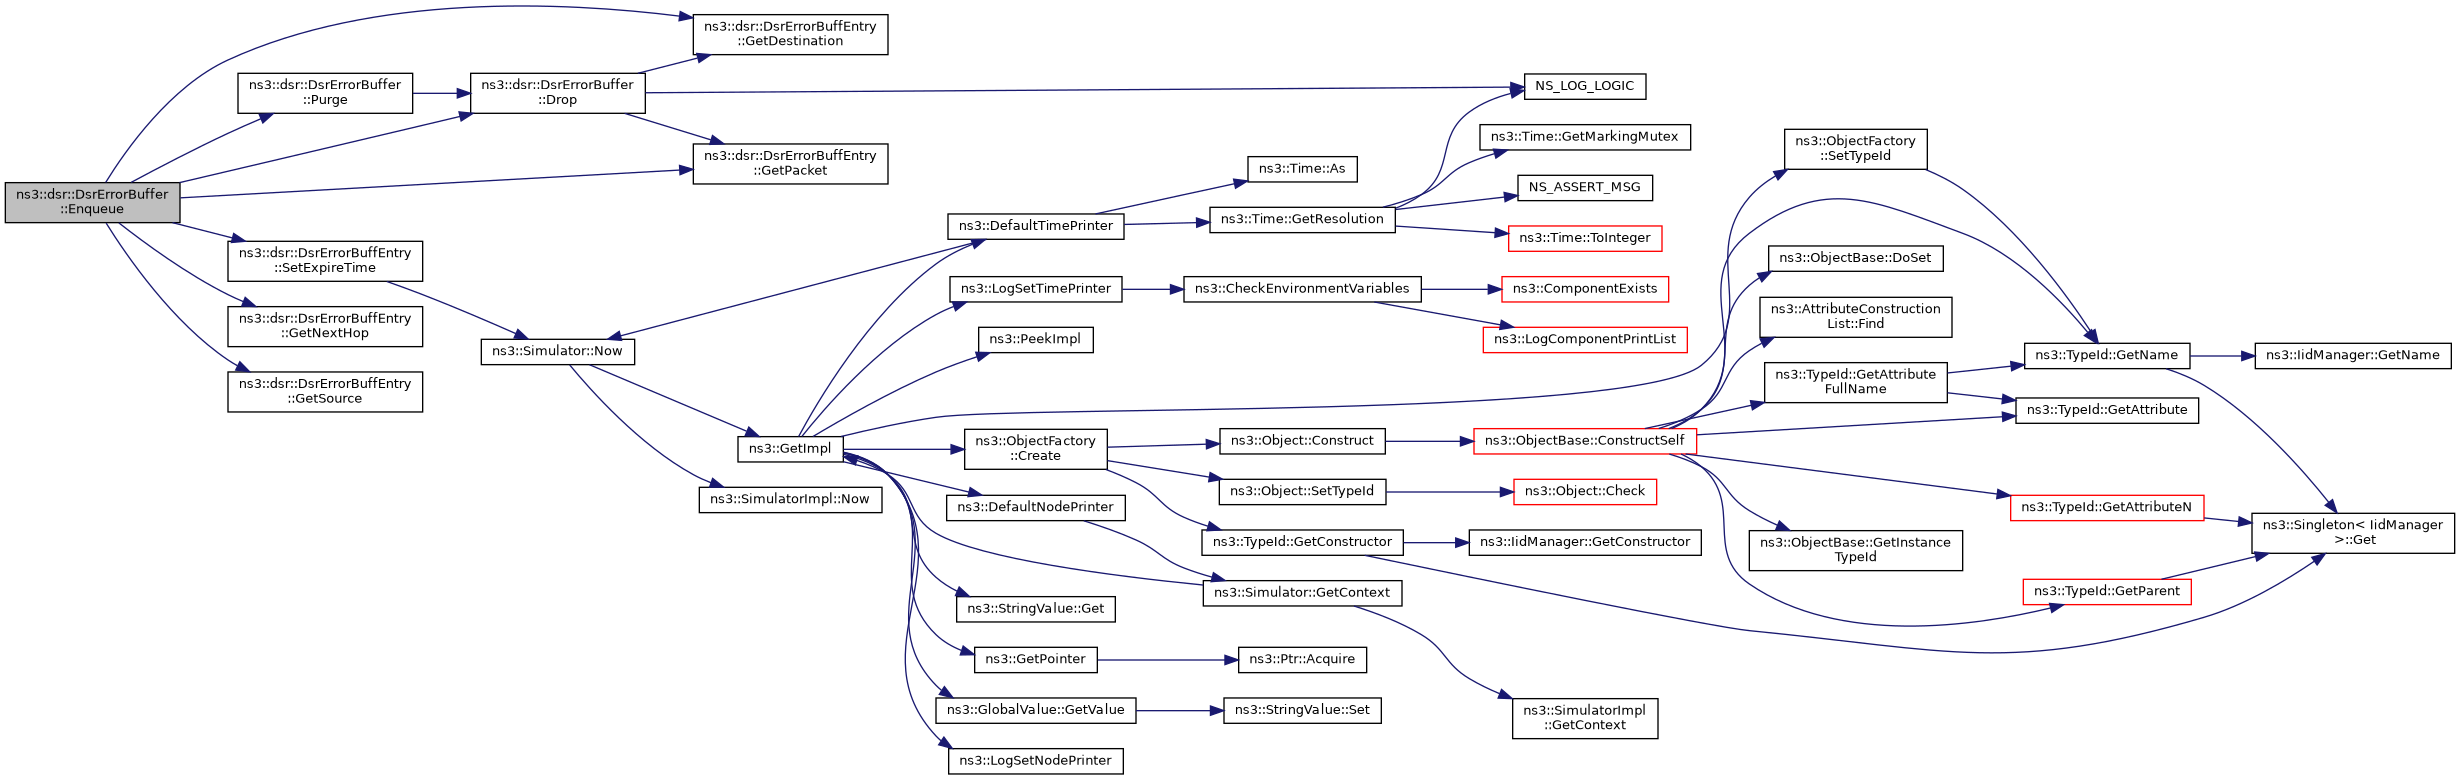 ns3::dsr::DsrErrorBuffer
::Enqueue
ns3::dsr::DsrErrorBuffer
::Purge
ns3::dsr::DsrErrorBuffEntry
::SetExpireTime
ns3::dsr::DsrErrorBuffEntry
::GetNextHop
ns3::dsr::DsrErrorBuffEntry
::GetSource
ns3::dsr::DsrErrorBuffer
::Drop
ns3::Simulator::Now
ns3::dsr::DsrErrorBuffEntry
::GetDestination
ns3::dsr::DsrErrorBuffEntry
::GetPacket
ns3::GetImpl
ns3::SimulatorImpl::Now
ns3::DefaultTimePrinter
ns3::LogSetTimePrinter
ns3::PeekImpl
ns3::ObjectFactory
::Create
ns3::DefaultNodePrinter
ns3::StringValue::Get
ns3::GetPointer
ns3::GlobalValue::GetValue
ns3::LogSetNodePrinter
ns3::Time::As
ns3::Time::GetResolution
ns3::CheckEnvironmentVariables
ns3::Object::Construct
ns3::Object::SetTypeId
ns3::TypeId::GetConstructor
ns3::Simulator::GetContext
ns3::Ptr::Acquire
ns3::StringValue::Set
NS_LOG_LOGIC
ns3::Time::GetMarkingMutex
NS_ASSERT_MSG
ns3::Time::ToInteger
ns3::ComponentExists
ns3::LogComponentPrintList
ns3::ObjectBase::ConstructSelf
ns3::Object::Check
ns3::IidManager::GetConstructor
ns3::SimulatorImpl
::GetContext
ns3::ObjectFactory
::SetTypeId
ns3::ObjectBase::DoSet
ns3::AttributeConstruction
List::Find
ns3::TypeId::GetAttribute
FullName
ns3::ObjectBase::GetInstance
TypeId
ns3::TypeId::GetName
ns3::TypeId::GetAttribute
ns3::TypeId::GetAttributeN
ns3::TypeId::GetParent
ns3::IidManager::GetName
ns3::Singleton< IidManager
>::Get